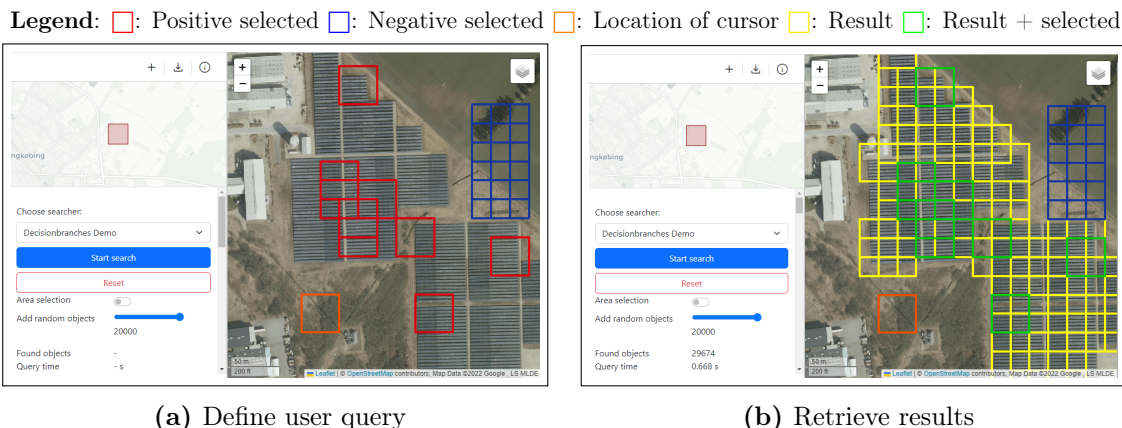 Legend: : Positive selected : Negative selected : Location of cursor : Result : Result + selected
+
−
ngkøbing
Choose searcher:
Decisionbranches Demo
Start search
Reset
Area selection
Add random objects
20000
Found objects -
Query time - s
50 m
200 ft
Leaflet | © OpenStreetMap contributors, Map Data ©2022 Google , LS MLDE
+
−
ngkøbing
Choose searcher:
Decisionbranches Demo
Start search
Reset
Area selection
Add random objects
20000
Found objects 29674
Query time 0.668 s
50 m
200 ft
Leaflet | © OpenStreetMap contributors, Map Data ©2022 Google , LS MLDE
(a) Define user query
(b) Retrieve results